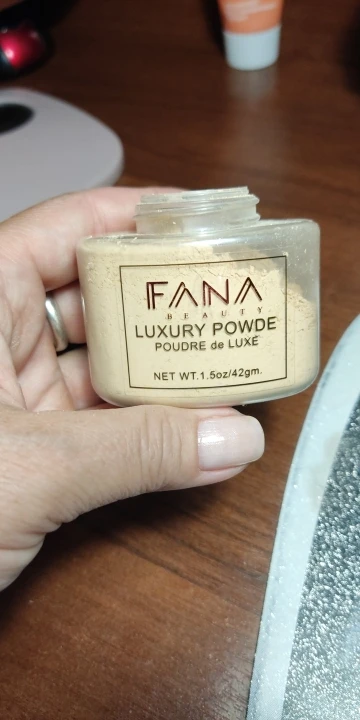 FANA
BEAUTY
LUXURY POWDE
POUDRE de LUXE
NET WT.1.5oz/42gm.